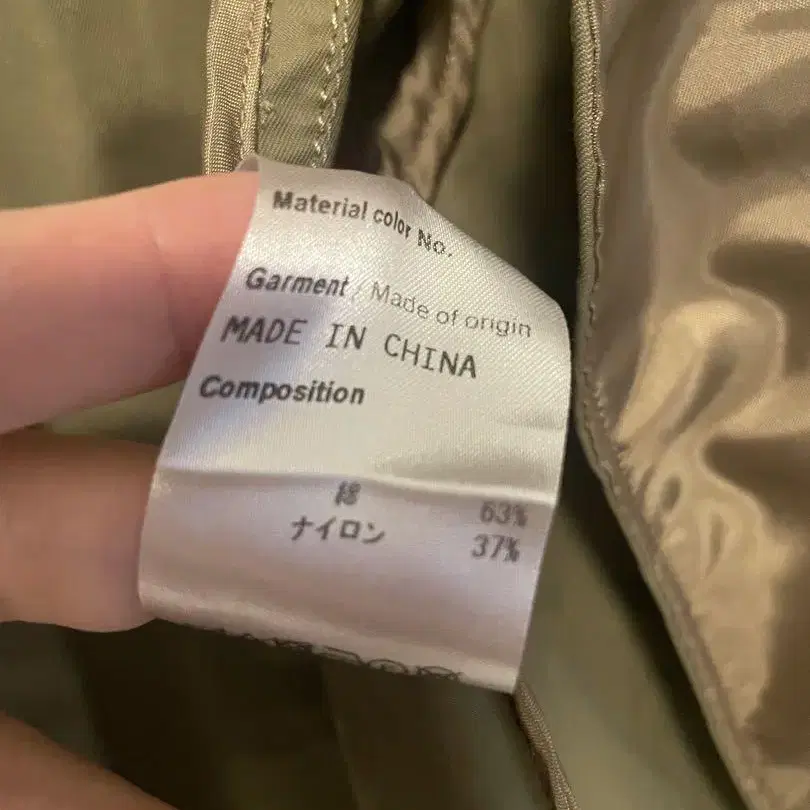 Material color No.
Garment / Made of origin
MADE IN CHINA
Composition
綿 63%
ナイロン 37%